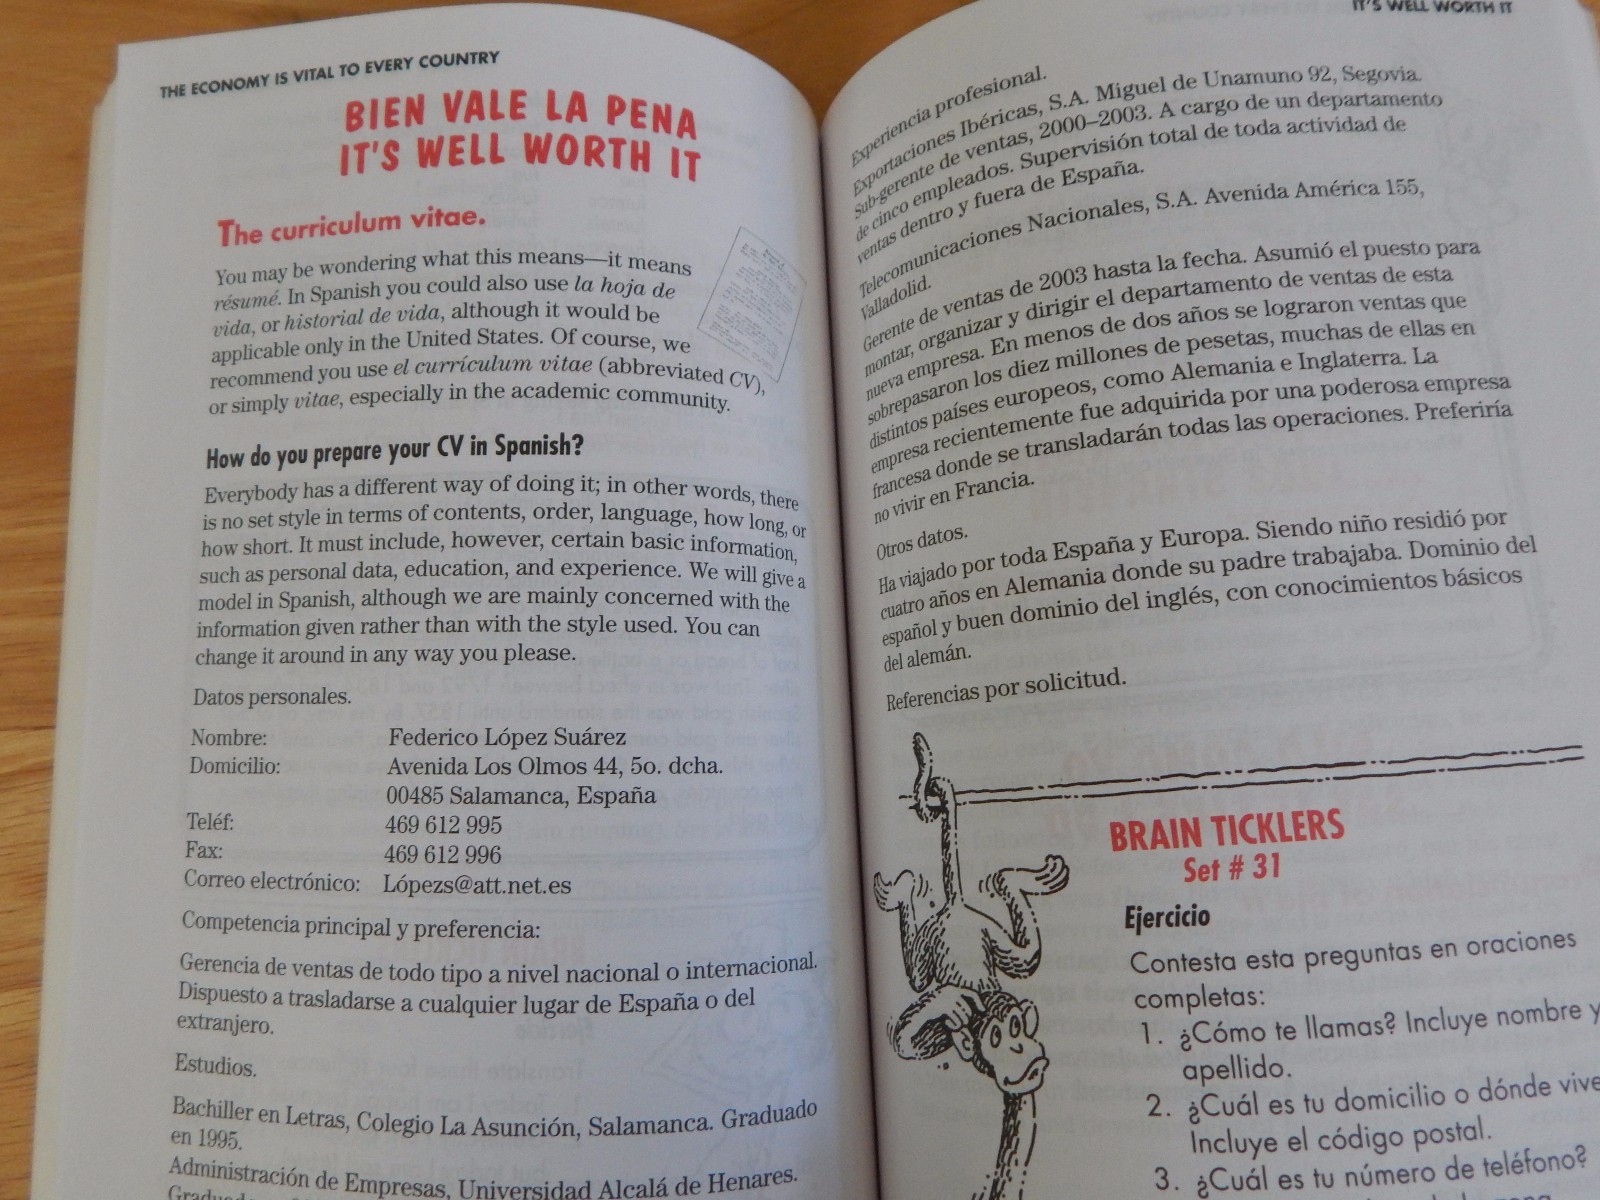 THE ECONOMY IS VITAL TO EVERY COUNTRY
BIEN VALE LA PENA
IT'S WELL WORTH IT
The curriculum vitae.
You may be wondering what this means—it means
résumé. In Spanish you could also use la hoja de
vida, or historial de vida, although it would be
applicable only in the United States. Of course, we
recommend you use el currículum vitae (abbreviated CV),
or simply vitae, especially in the academic community.
How do you prepare your CV in Spanish?
Everybody has a different way of doing it; in other words, there
is no set style in terms of contents, order, language, how long, or
how short. It must include, however, certain basic information,
such as personal data, education, and experience. We will give a
model in Spanish, although we are mainly concerned with the
information given rather than with the style used. You can
change it around in any way you please.
Datos personales.
Nombre: Federico López Suárez
Domicilio: Avenida Los Olmos 44, 5o. dcha.
00485 Salamanca, España
Teléf: 469 612 995
Fax: 469 612 996
Correo electrónico: Lópezs@att.net.es
Competencia principal y preferencia:
Gerencia de ventas de todo tipo a nivel nacional o internacional.
Dispuesto a trasladarse a cualquier lugar de España o del
extranjero.
Estudios.
Bachiller en Letras, Colegio La Asunción, Salamanca. Graduado
en 1995.
Administración de Empresas, Universidad Alcalá de Henares.
IT'S WELL WORTH IT
Experiencia profesional.
Exportaciones Ibéricas, S.A. Miguel de Unamuno 92, Segovia.
Sub-gerente de ventas, 2000–2003. A cargo de un departamento
de cinco empleados. Supervisión total de toda actividad de
ventas dentro y fuera de España.
Telecomunicaciones Nacionales, S.A. Avenida América 155,
Valladolid.
Gerente de ventas de 2003 hasta la fecha. Asumió el puesto para
montar, organizar y dirigir el departamento de ventas de esta
nueva empresa. En menos de dos años se lograron ventas que
sobrepasaron los diez millones de pesetas, muchas de ellas en
distintos países europeos, como Alemania e Inglaterra. La
empresa recientemente fue adquirida por una poderosa empresa
francesa donde se transladarán todas las operaciones. Preferiría
no vivir en Francia.
Otros datos.
Ha viajado por toda España y Europa. Siendo niño residió por
cuatro años en Alemania donde su padre trabajaba. Dominio del
español y buen dominio del inglés, con conocimientos básicos
del alemán.
Referencias por solicitud.
BRAIN TICKLERS
Set # 31
Ejercicio
Contesta esta preguntas en oraciones
completas:
1. ¿Cómo te llamas? Incluye nombre y
apellido.
2. ¿Cuál es tu domicilio o dónde vive
Incluye el código postal.
3. ¿Cuál es tu número de teléfono?